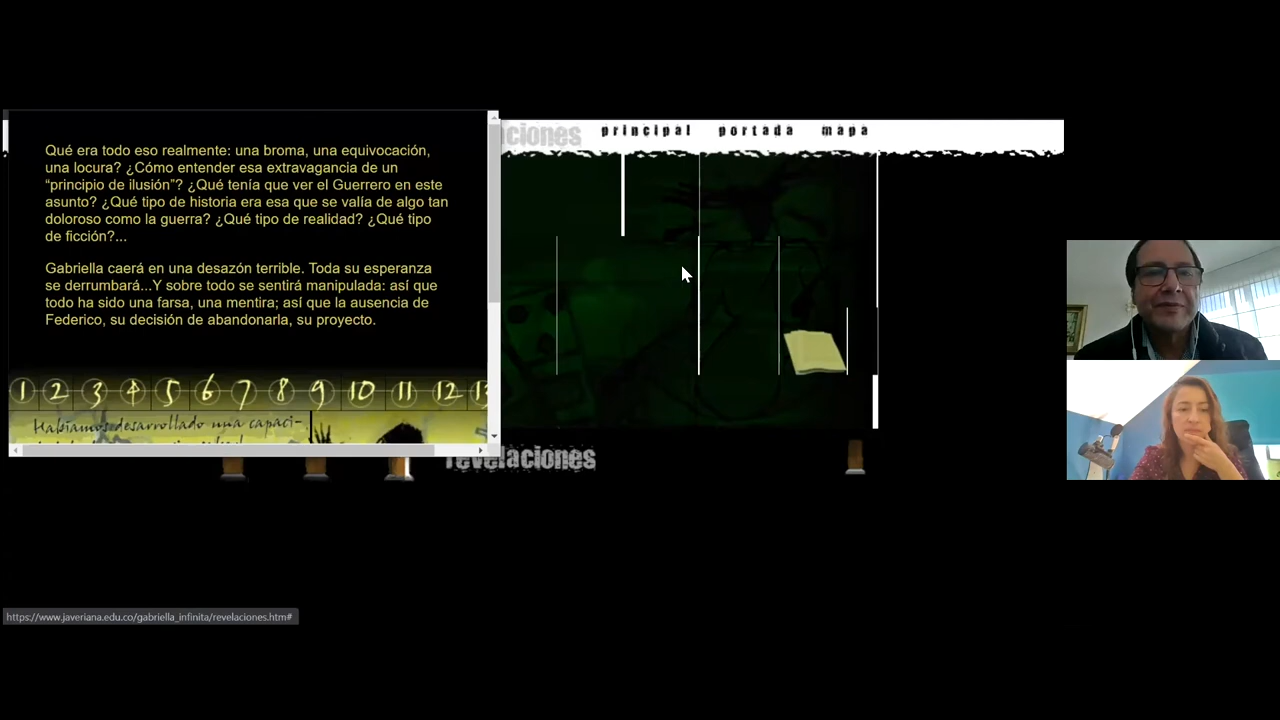 Qué era todo eso realmente: una broma, una equivocación,
una locura? ¿Cómo entender esa extravagancia de un
“principio de ilusión”? ¿Qué tenía que ver el Guerrero en este
asunto? ¿Qué tipo de historia era esa que se valía de algo tan
doloroso como la guerra? ¿Qué tipo de realidad? ¿Qué tipo
de ficción?...
Gabriella caerá en una desazón terrible. Toda su esperanza
se derrumbará...Y sobre todo se sentirá manipulada: así que
todo ha sido una farsa, una mentira; así que la ausencia de
Federico, su decisión de abandonarla, su proyecto.
1 2 3 4 5 6 7 8 9 10 11 12 13
Habíamos desarrollado una capaci-
ciones principal portada mapa
revelaciones
https://www.javeriana.edu.co/gabriella_infinita/revelaciones.htm#